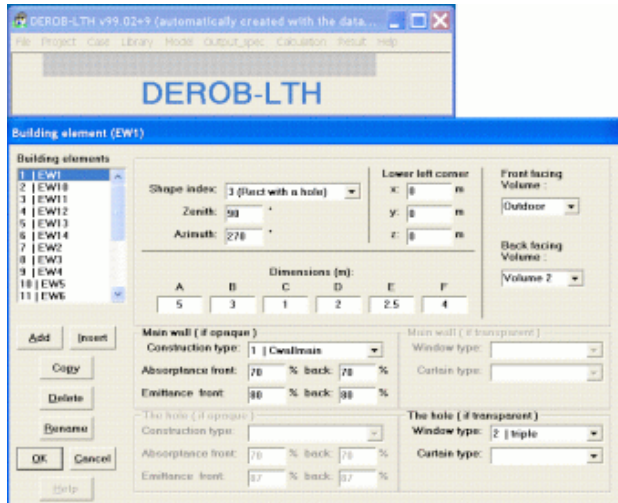 DEROB-LTH v99.02+9 (automatically created with the data...
File Project Case Library Model Output_spec Calculation Result Help
DEROB-LTH
Building element (EW1)
Building elements
1 | EW1
2 | EW10
3 | EW11
4 | EW12
5 | EW13
6 | EW14
7 | EW2
8 | EW3
9 | EW4
10 | EW5
11 | EW6
Shape index: 3 (Rect with a hole)
Zenith: 90 °
Azimuth: 270 °
Lower left corner
x: 0 m
y: 0 m
z: 0 m
Front facing
Volume :
Outdoor
Back facing
Volume :
Volume 2
Dimensions (m):
A B C D E F
5 3 1 2 2.5 4
Add Insert
Copy
Delete
Rename
OK Cancel
Help
Main wall ( if opaque )
Construction type: 1 | Cwallmain
Absorptance front: 70 % back: 70 %
Emittance front: 80 % back: 80 %
Main wall ( if transparent )
Window type:
Curtain type:
The hole ( if opaque )
Construction type:
Absorptance front: 70 % back: 70 %
Emittance front: 87 % back: 87 %
The hole ( if transparent )
Window type: 2 | triple
Curtain type: